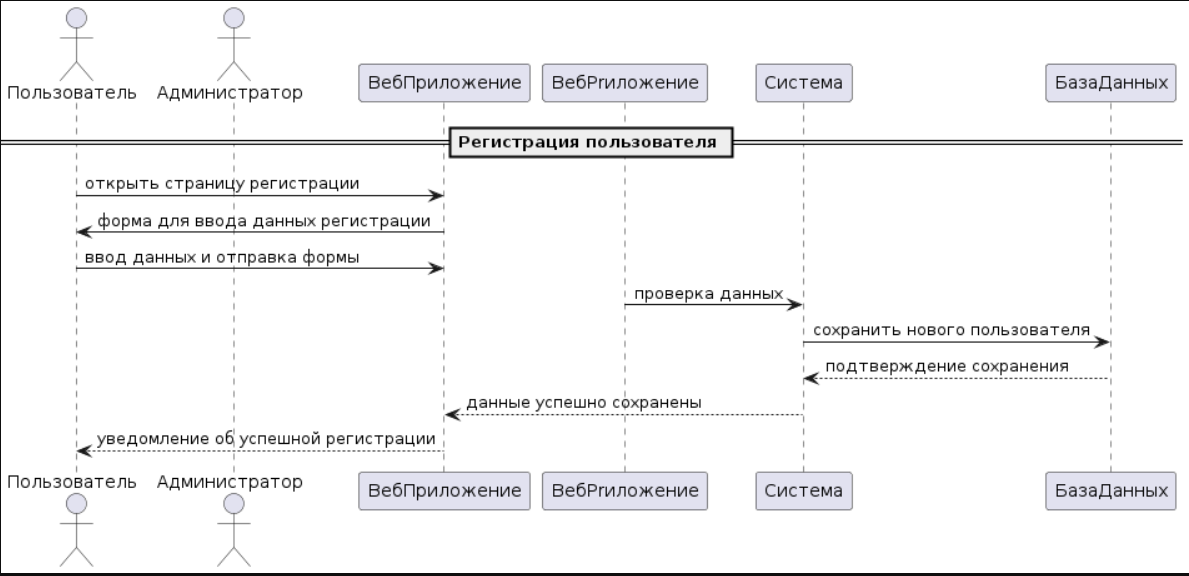 Пользователь
Администратор
ВебПриложение
ВебPrиложение
Система
БазаДанных
Регистрация пользователя
открыть страницу регистрации
форма для ввода данных регистрации
ввод данных и отправка формы
проверка данных
сохранить нового пользователя
подтверждение сохранения
данные успешно сохранены
уведомление об успешной регистрации
Пользователь
Администратор
ВебПриложение
ВебPrиложение
Система
БазаДанных